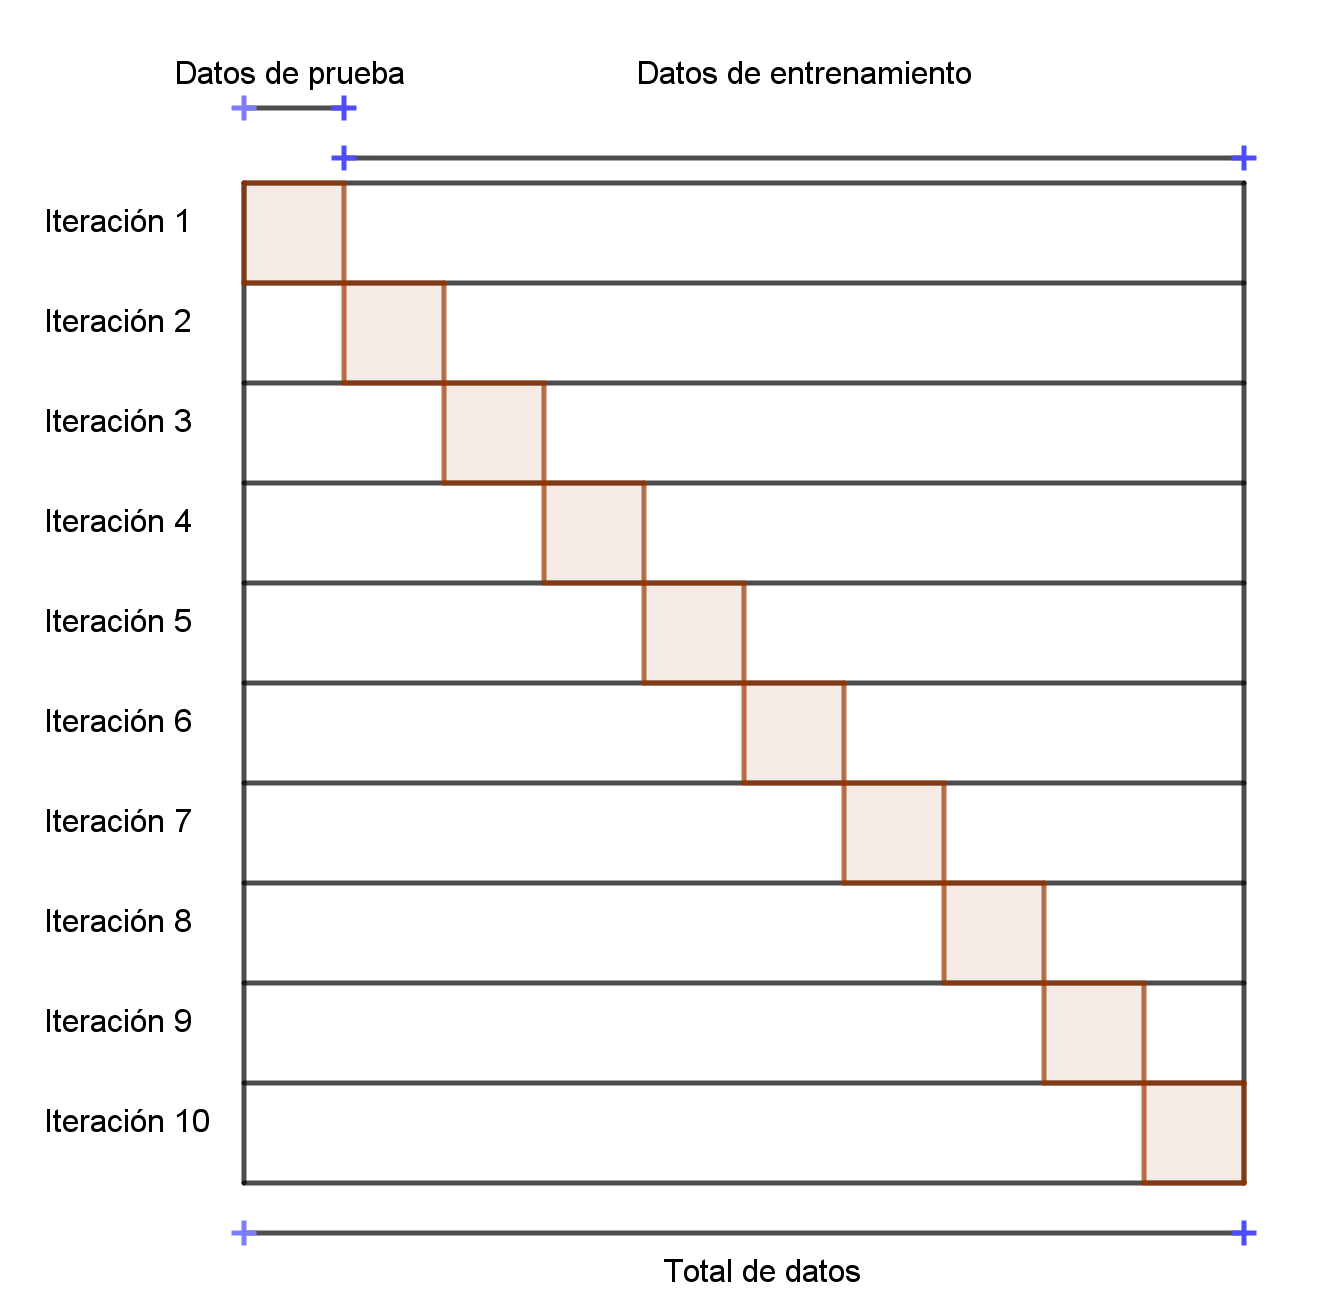 Datos de prueba
Datos de entrenamiento
Iteración 1
Iteración 2
Iteración 3
Iteración 4
Iteración 5
Iteración 6
Iteración 7
Iteración 8
Iteración 9
Iteración 10
Total de datos